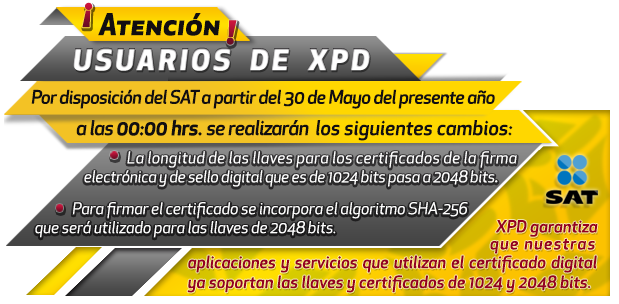 ¡ATENCIÓN!
USUARIOS DE XPD
Por disposición del SAT a partir del 30 de Mayo del presente año
a las 00:00 hrs. se realizarán los siguientes cambios:
• La longitud de las llaves para los certificados de la firma
electrónica y de sello digital que es de 1024 bits pasa a 2048 bits.
• Para firmar el certificado se incorpora el algoritmo SHA-256
que será utilizado para las llaves de 2048 bits.
SAT
XPD garantiza
que nuestras
aplicaciones y servicios que utilizan el certificado digital
ya soportan las llaves y certificados de 1024 y 2048 bits.